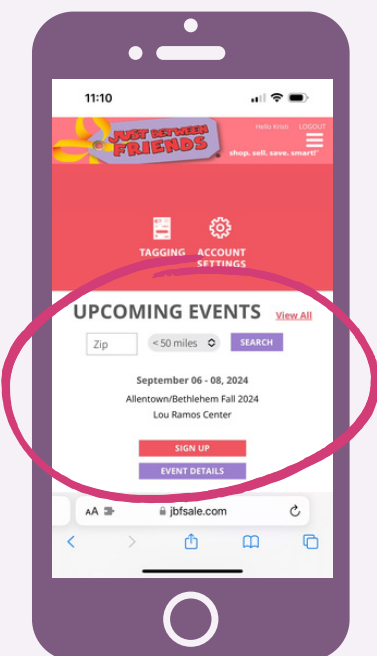 11:10
Hello Kristi LOGOUT
JUST BETWEEN
FRIENDS
shop. sell. save. smart!
TAGGING ACCOUNT
SETTINGS
UPCOMING EVENTS View All
Zip < 50 miles SEARCH
September 06 - 08, 2024
Allentown/Bethlehem Fall 2024
Lou Ramos Center
SIGN UP
EVENT DETAILS
AA jbfsale.com